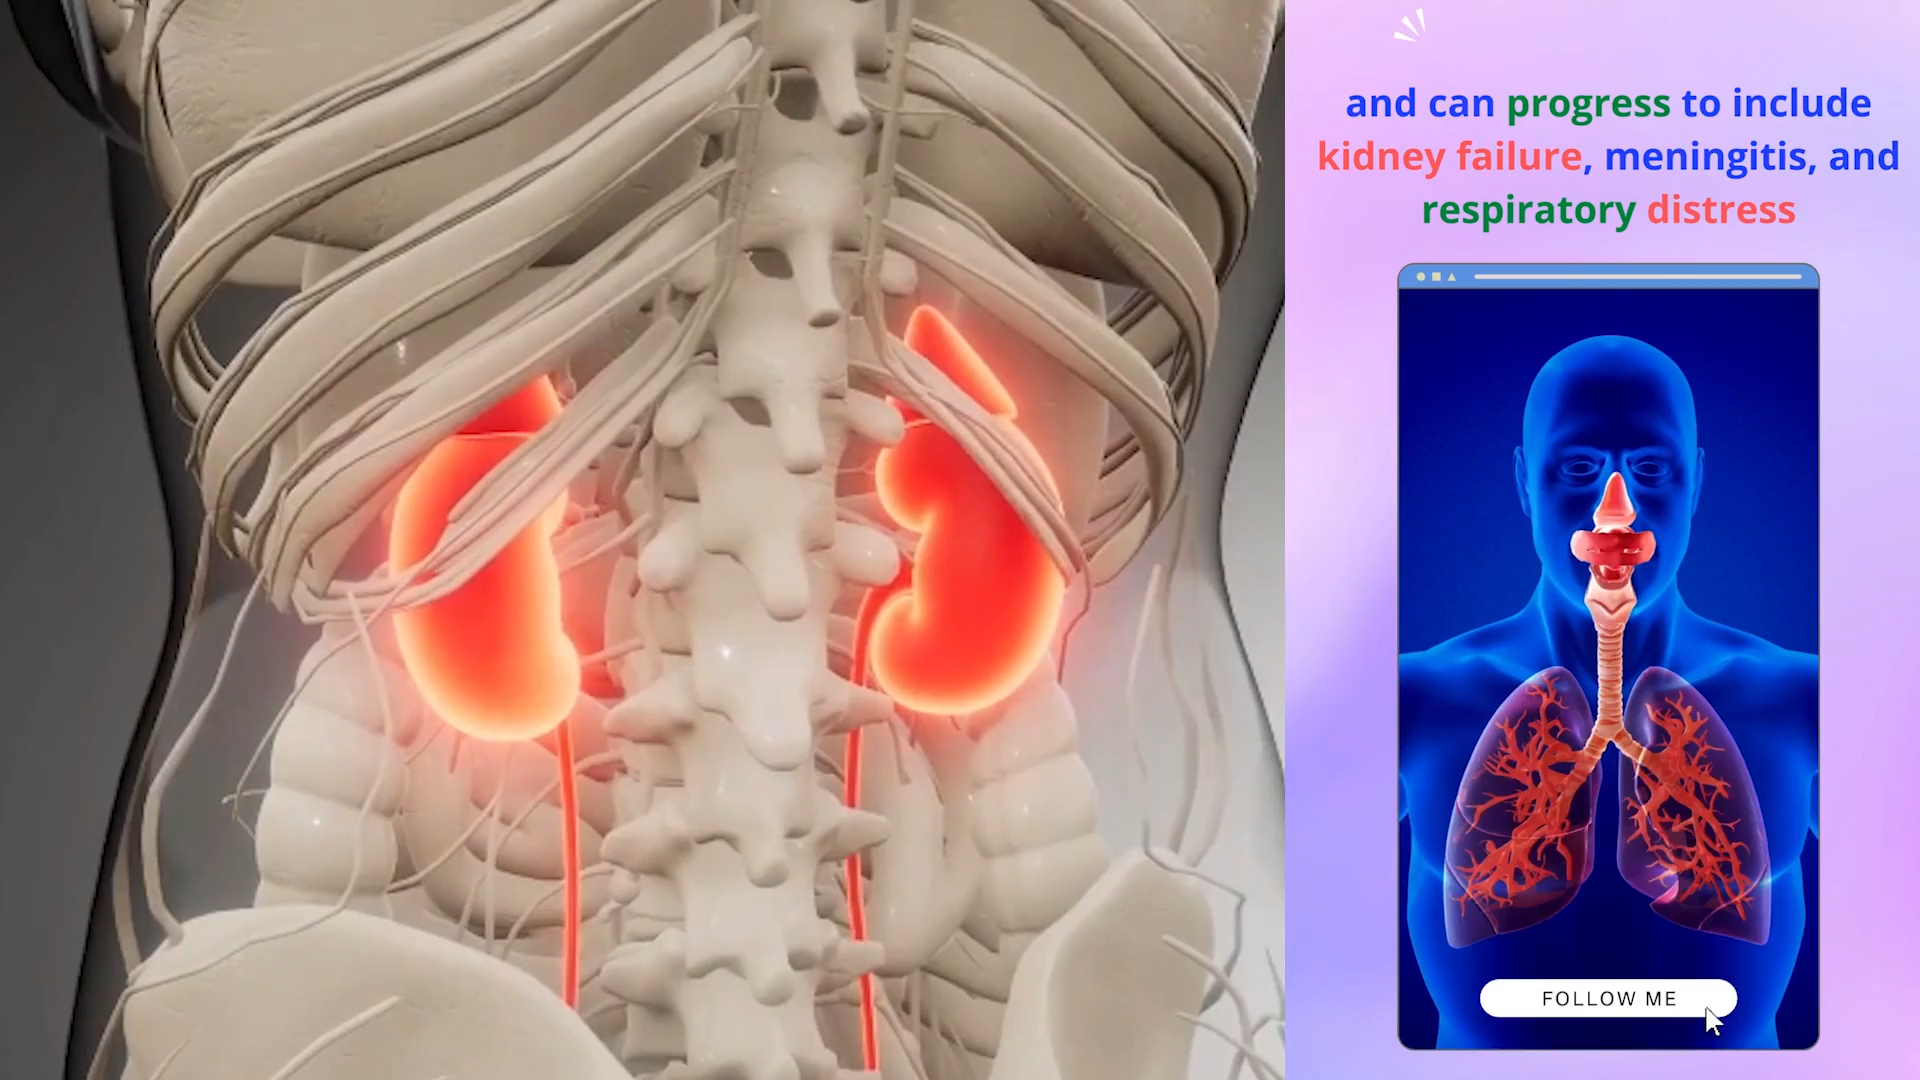 and can progress to include
kidney failure, meningitis, and
respiratory distress
FOLLOW ME